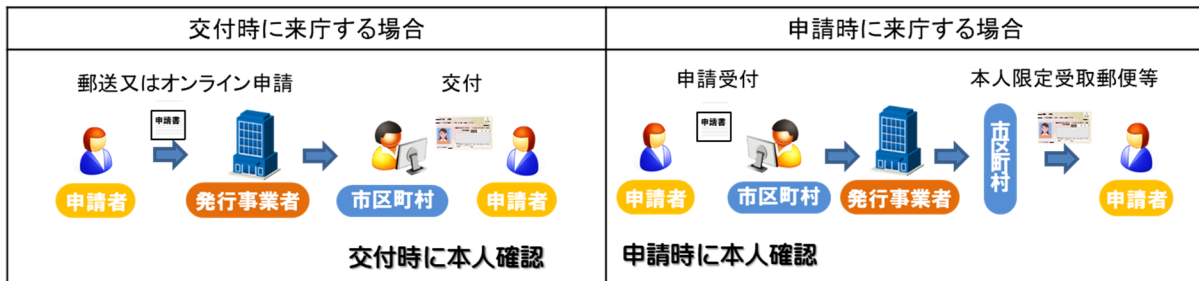 交付時に来庁する場合
郵送又はオンライン申請
交付
申請書
申請者
発行事業者
市区町村
申請者
交付時に本人確認
申請時に来庁する場合
申請受付
本人限定受取郵便等
申請書
申請者
市区町村
発行事業者
市区町村
申請者
申請時に本人確認